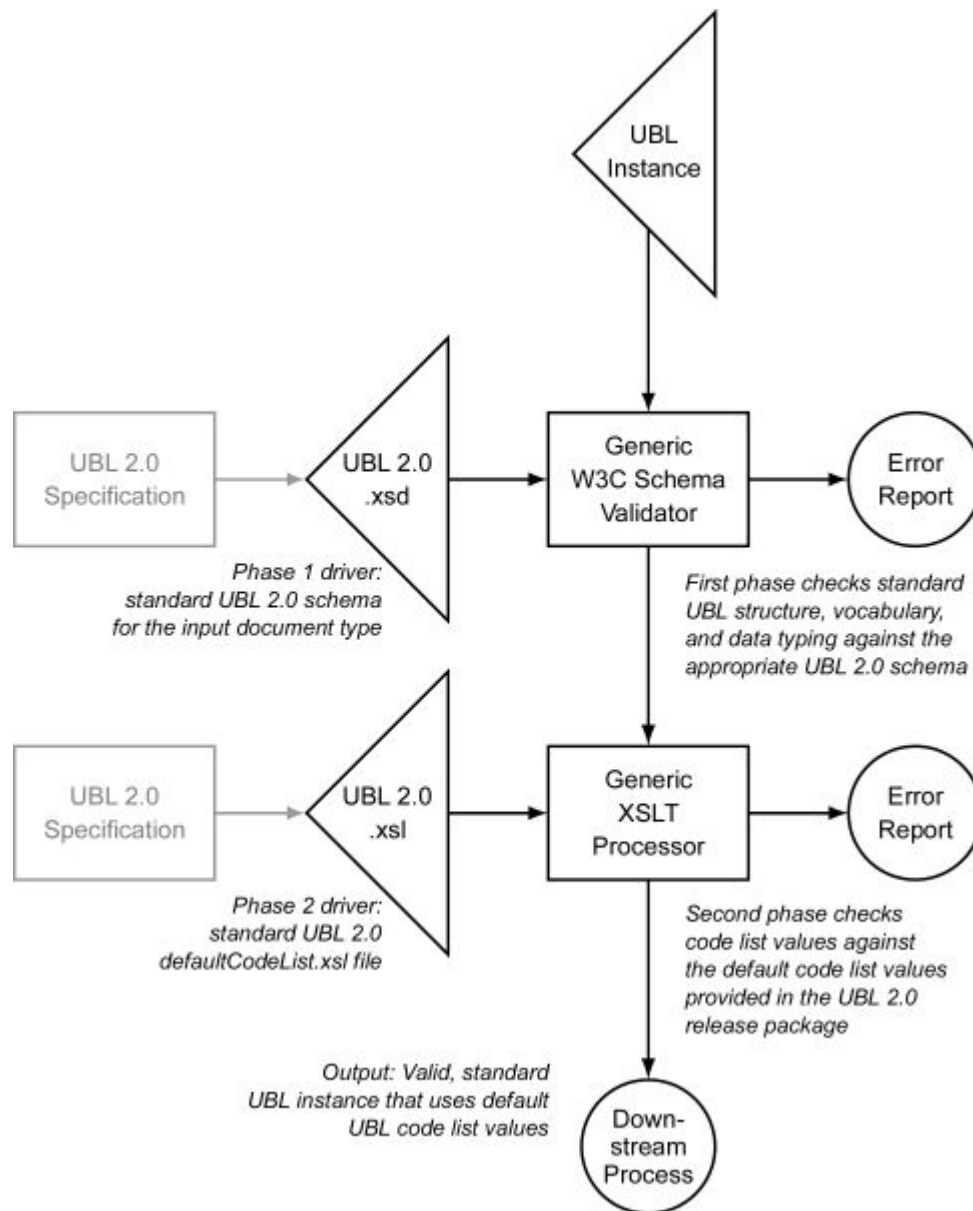 UBL
Instance
UBL 2.0
Specification
UBL 2.0
.xsd
Generic
W3C Schema
Validator
Error
Report
Phase 1 driver:
standard UBL 2.0 schema
for the input document type
First phase checks standard
UBL structure, vocabulary,
and data typing against the
appropriate UBL 2.0 schema
UBL 2.0
Specification
UBL 2.0
.xsl
Generic
XSLT
Processor
Error
Report
Phase 2 driver:
standard UBL 2.0
defaultCodeList.xsl file
Second phase checks
code list values against
the default code list values
provided in the UBL 2.0
release package
Output: Valid, standard
UBL instance that uses default
UBL code list values
Down-
stream
Process